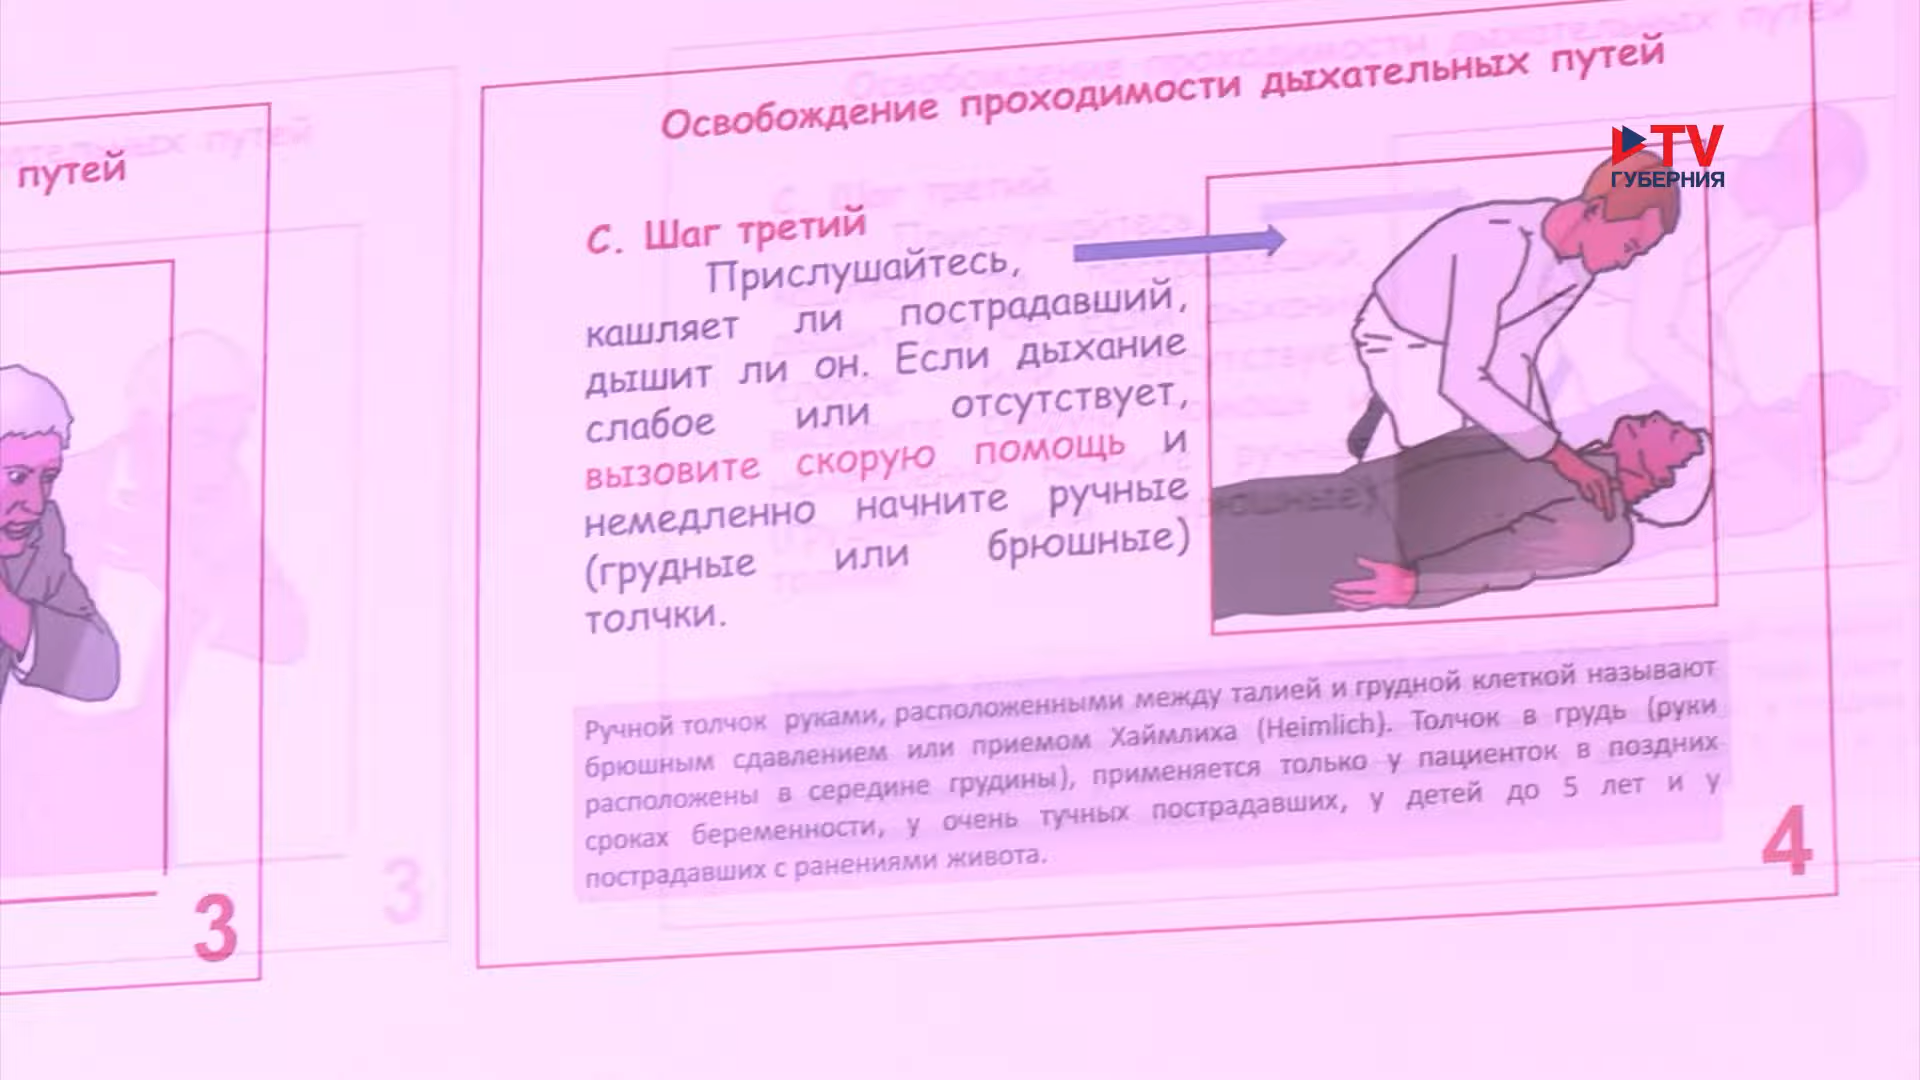 путей
3
Освобождение проходимости дыхательных путей
TV
ГУБЕРНИЯ
С. Шаг третий
Прислушайтесь,
кашляет ли пострадавший,
дышит ли он. Если дыхание
слабое или отсутствует,
вызовите скорую помощь и
немедленно начните ручные
(грудные или брюшные)
толчки.
Ручной толчок руками, расположенными между талией и грудной клеткой называют
брюшным сдавлением или приемом Хаймлиха (Heimlich). Толчок в грудь (руки
расположены в середине грудины), применяется только у пациенток в поздних
сроках беременности, у очень тучных пострадавших, у детей до 5 лет и у
пострадавших с ранениями живота.
4